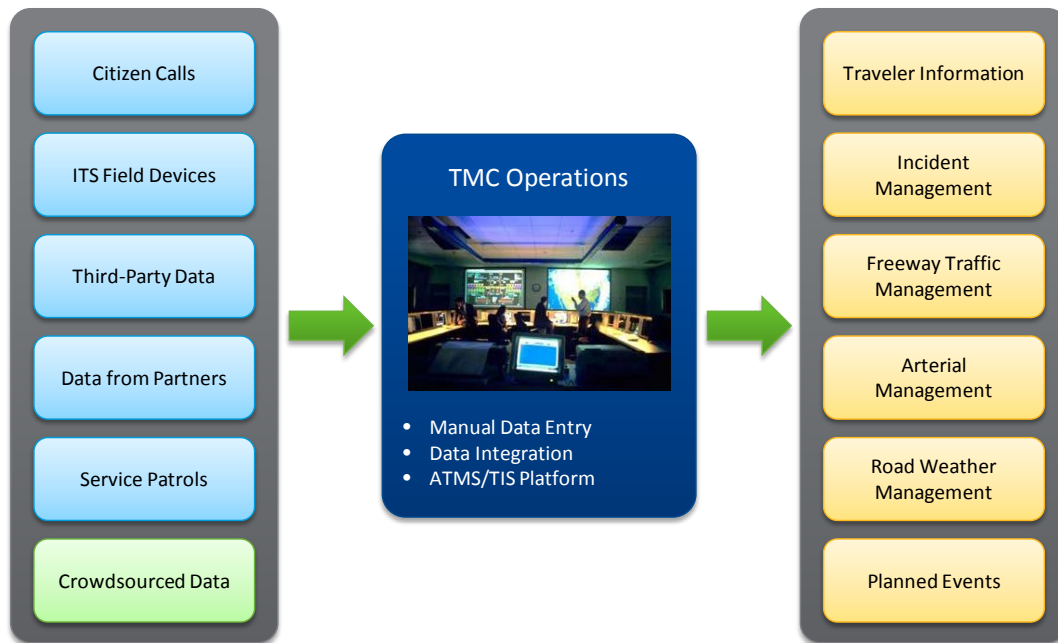 Citizen Calls
ITS Field Devices
Third-Party Data
Data from Partners
Service Patrols
Crowdsourced Data
TMC Operations
• Manual Data Entry
• Data Integration
• ATMS/TIS Platform
Traveler Information
Incident
Management
Freeway Traffic
Management
Arterial
Management
Road Weather
Management
Planned Events